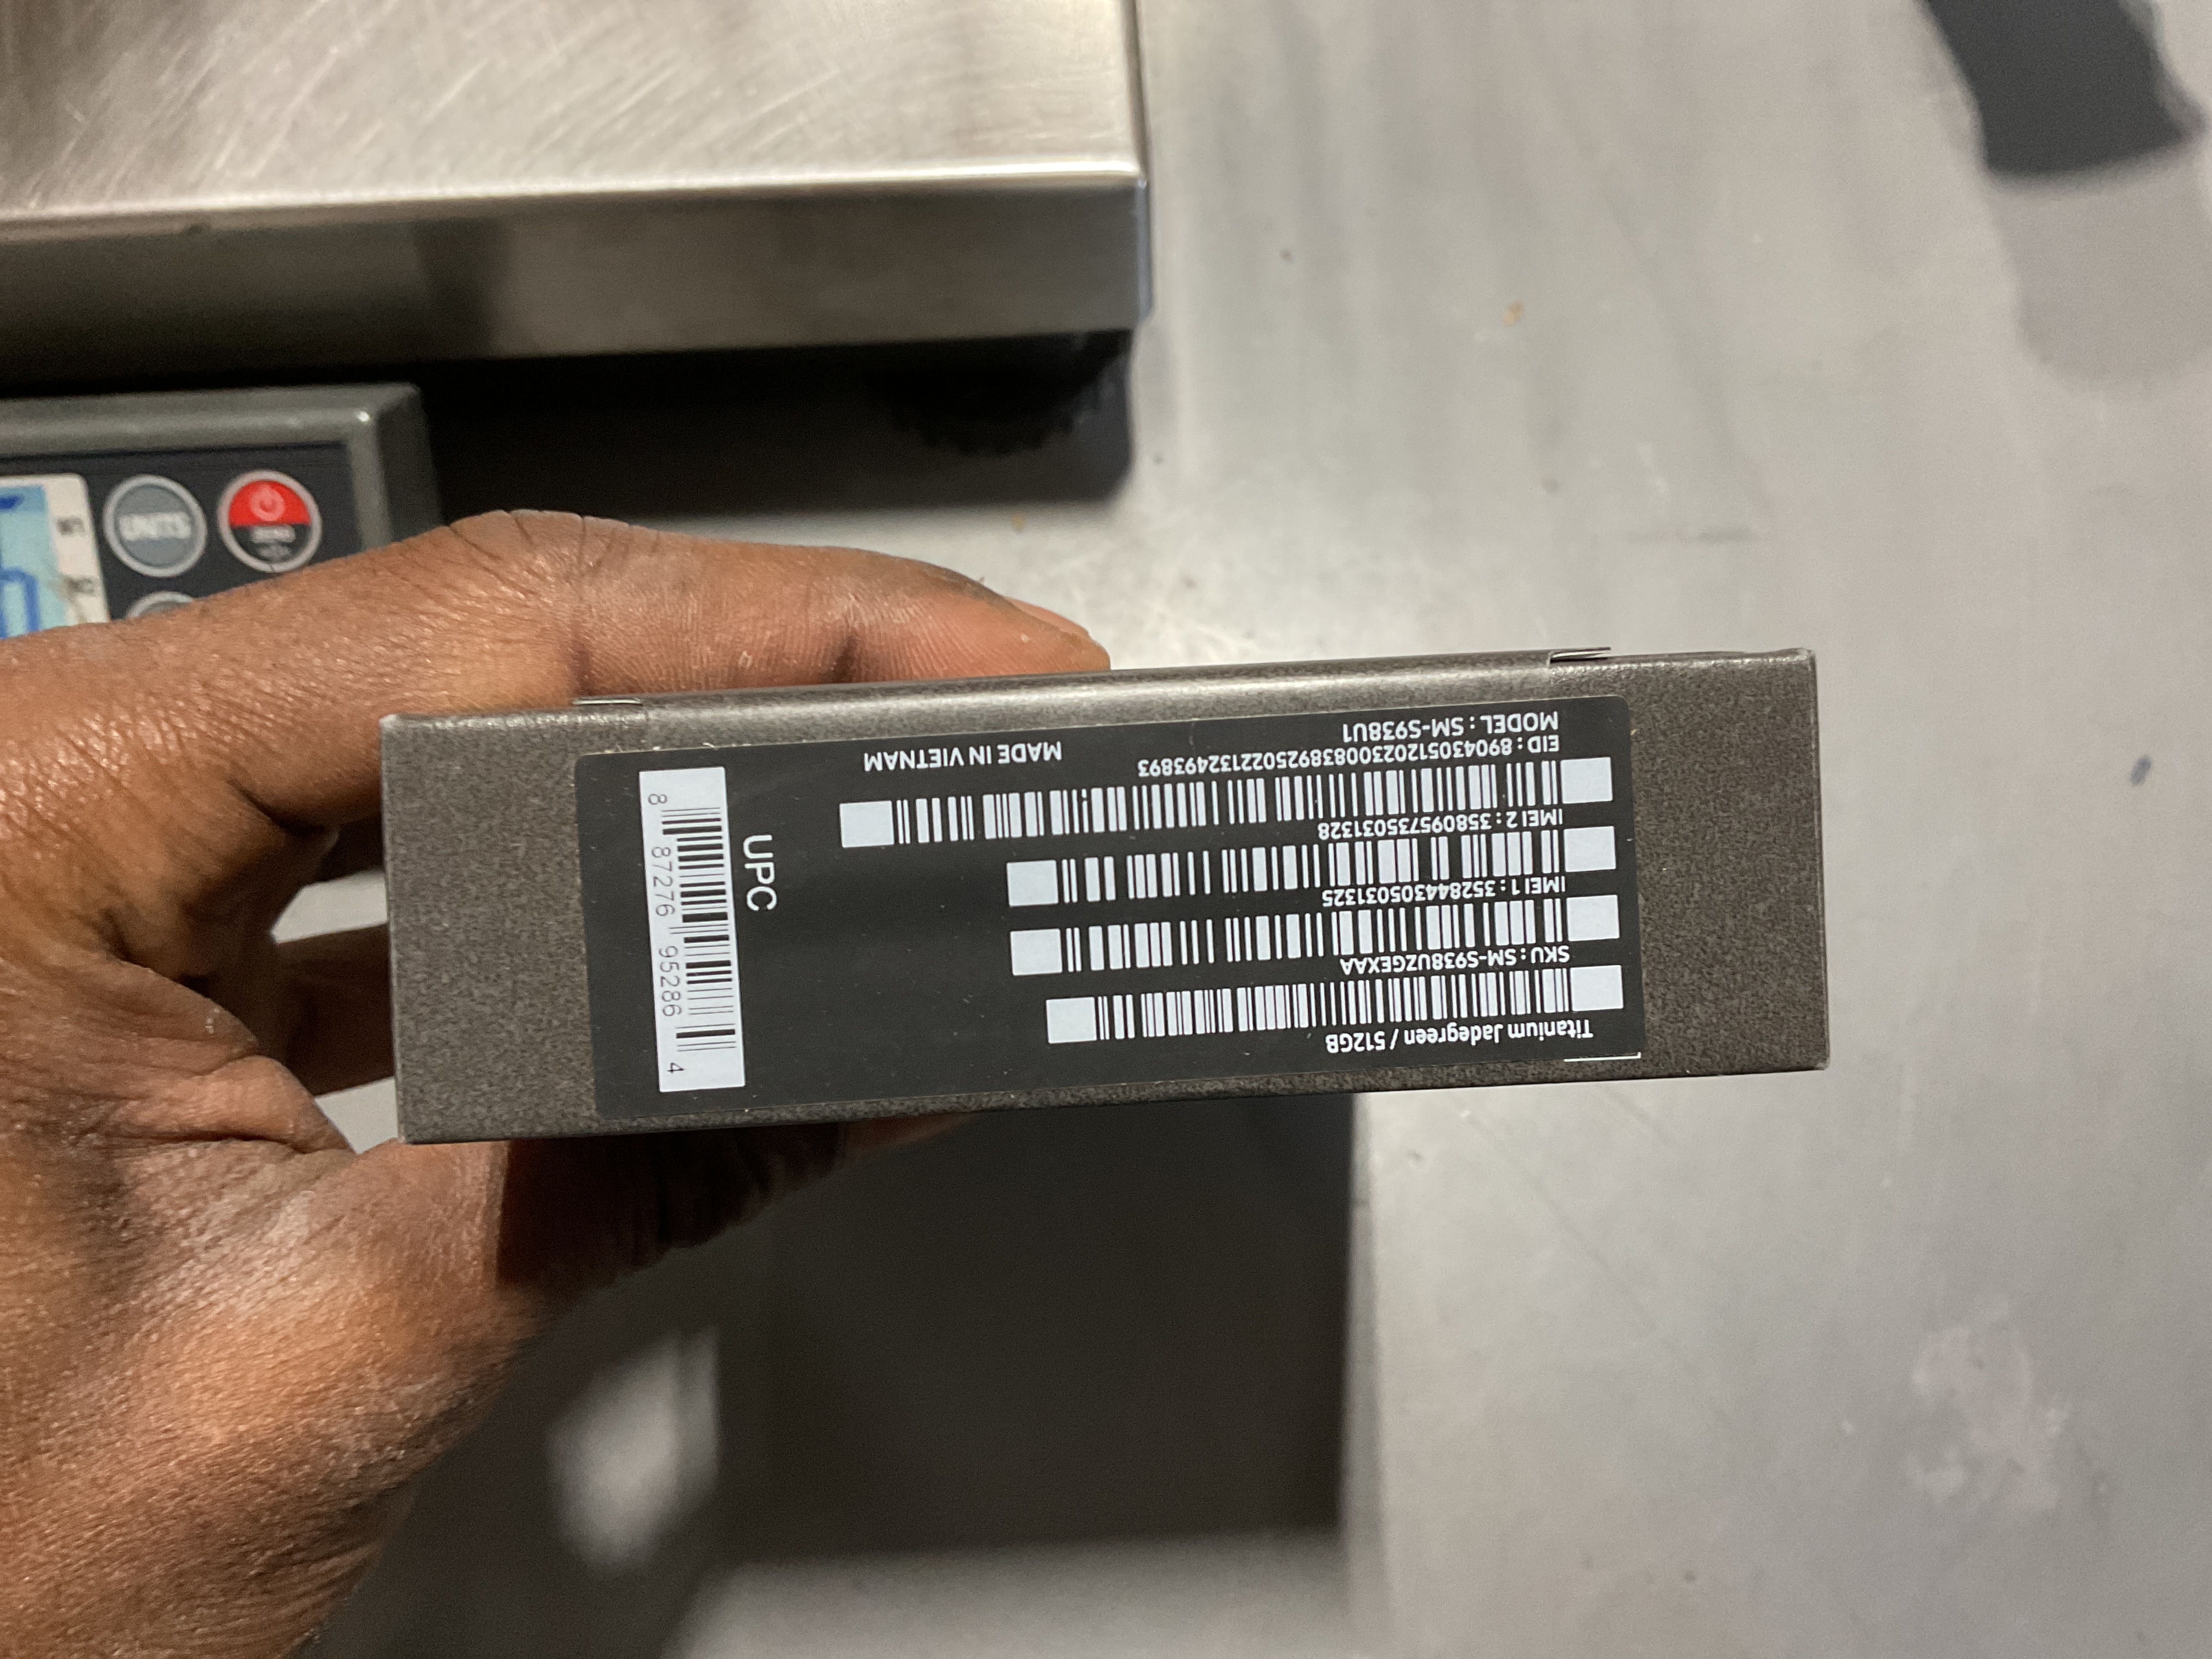 Titanium Jadegreen / 512GB
SKU : SM-S938UZGEXAA
IMEI 1 : 352844305031325
IMEI 2 : 358095735031328
EID : 89043051202300838925022132493893
MODEL : SM-S938U1
MADE IN VIETNAM
UPC
8 87276 95286 4
UNITS
ZERO